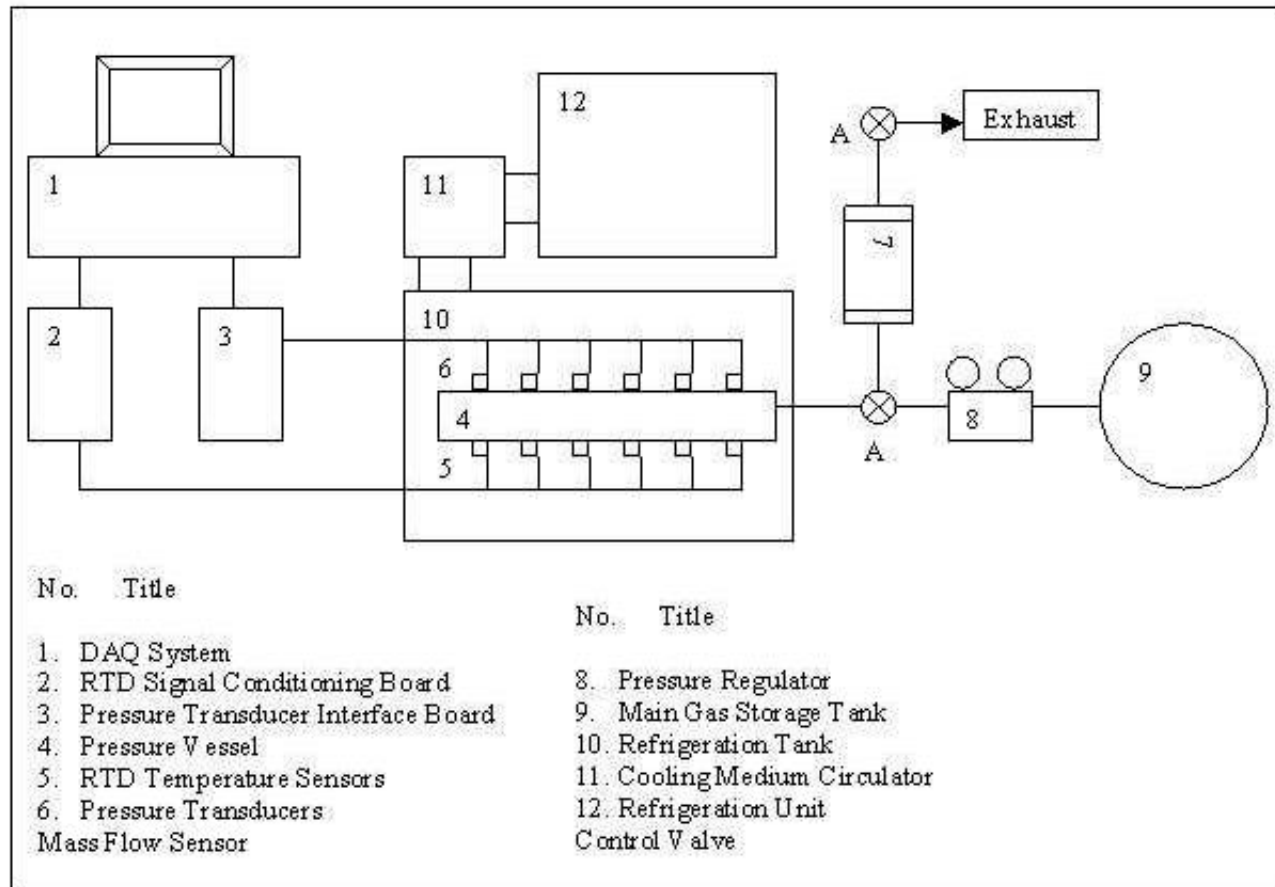 12
A
Exhaust
1
11
2
3
10
7
6
9
4
8
5
A
No. Title
1. DAQ System
2. RTD Signal Conditioning Board
3. Pressure Transducer Interface Board
4. Pressure Vessel
5. RTD Temperature Sensors
6. Pressure Transducers
Mass Flow Sensor
No. Title
8. Pressure Regulator
9. Main Gas Storage Tank
10. Refrigeration Tank
11. Cooling Medium Circulator
12. Refrigeration Unit
Control Valve